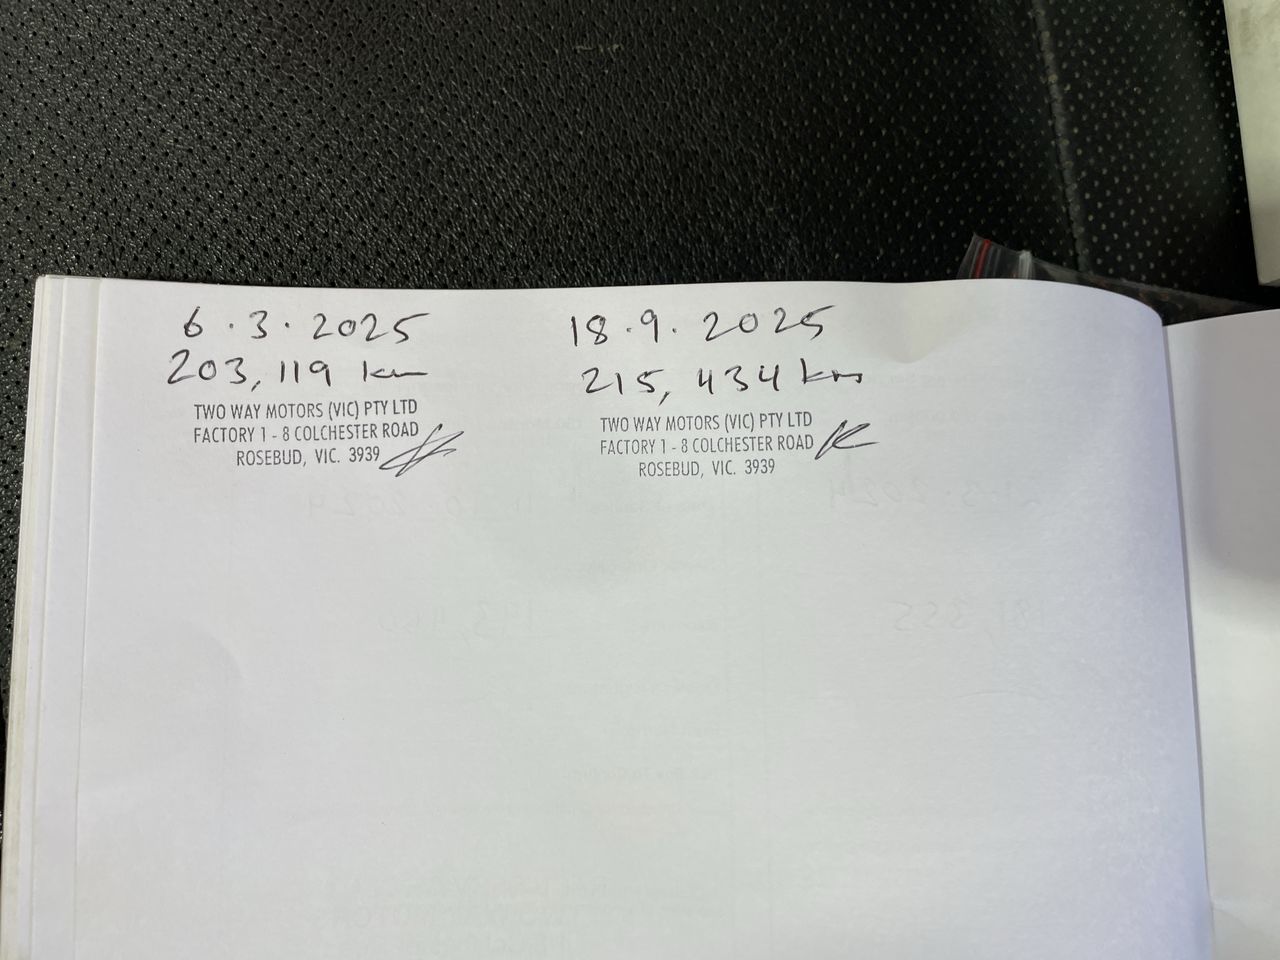 6.3.2025
203,119 km
TWO WAY MOTORS (VIC) PTY LTD
FACTORY 1 - 8 COLCHESTER ROAD
ROSEBUD, VIC. 3939
18.9.2025
215,434 kms
TWO WAY MOTORS (VIC) PTY LTD
FACTORY 1 - 8 COLCHESTER ROAD
ROSEBUD, VIC. 3939